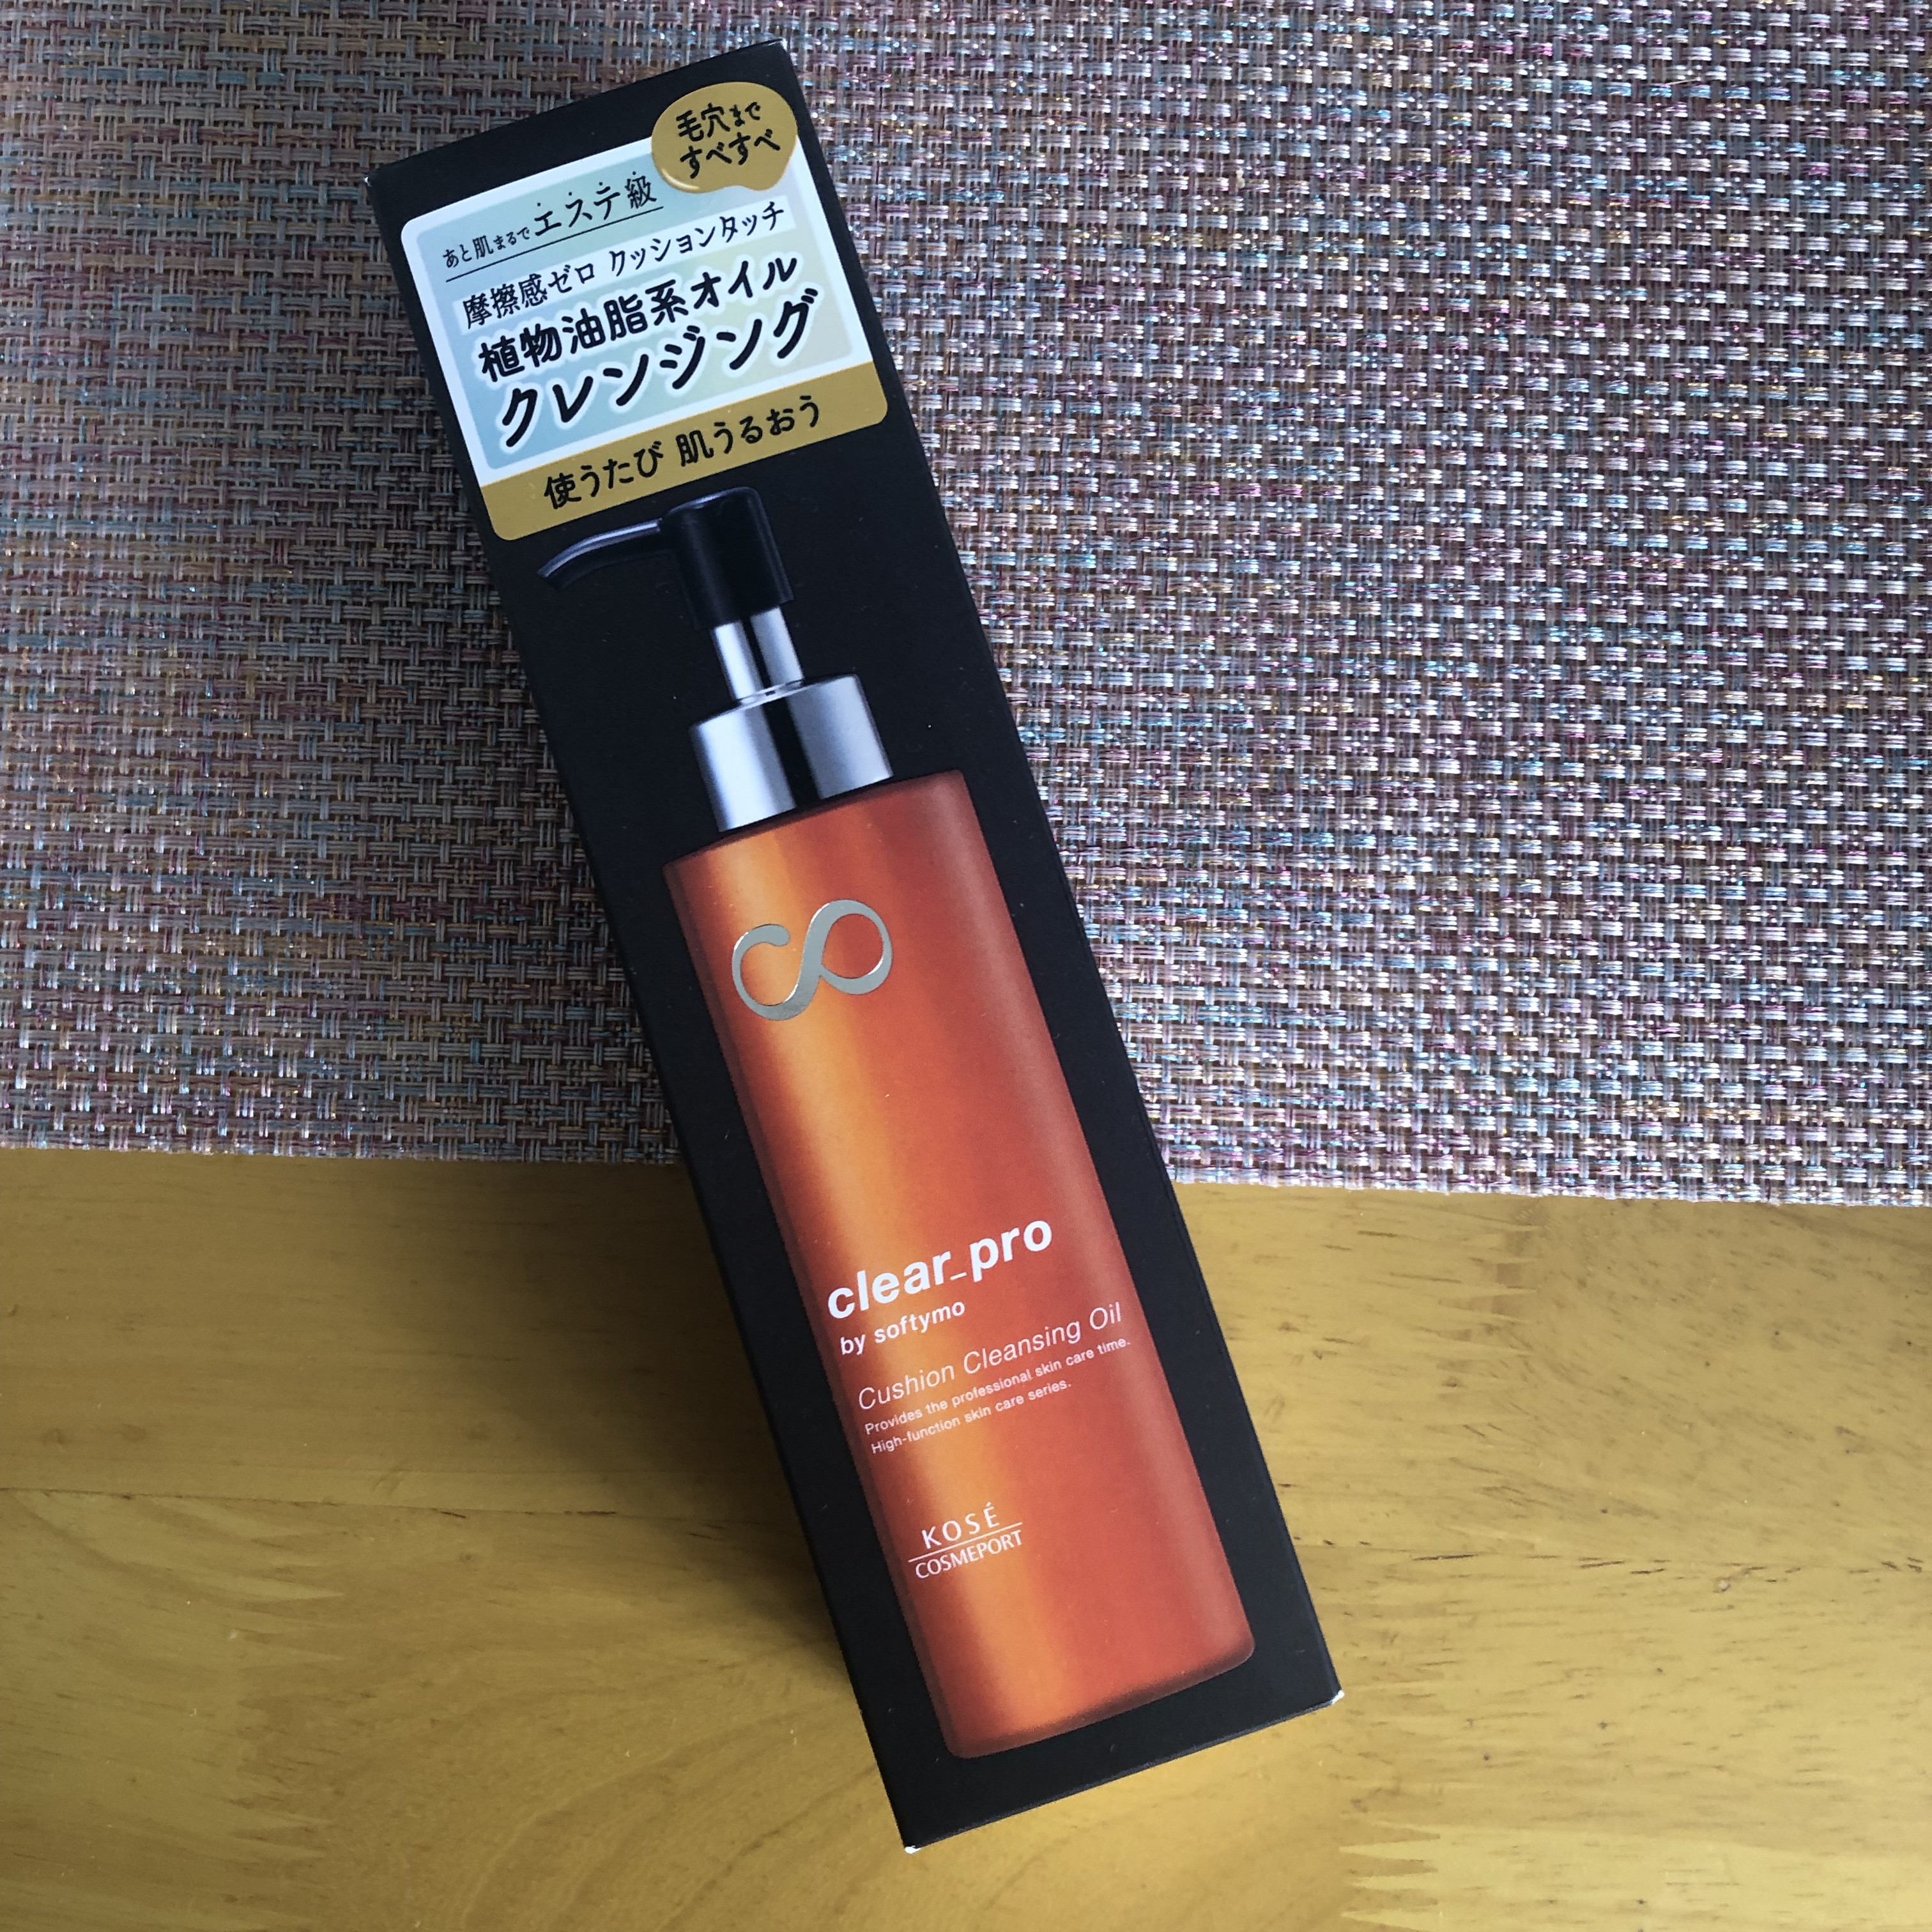 毛穴まで
すべすべ
あと肌まるでエステ級
摩擦感ゼロ クッションタッチ
植物油脂系オイル
クレンジング
使うたび 肌うるおう
clear_pro
by softymo
Cushion Cleansing Oil
Provides the professional skin care time.
High-function skin care series.
KOSÉ
COSMEPORT